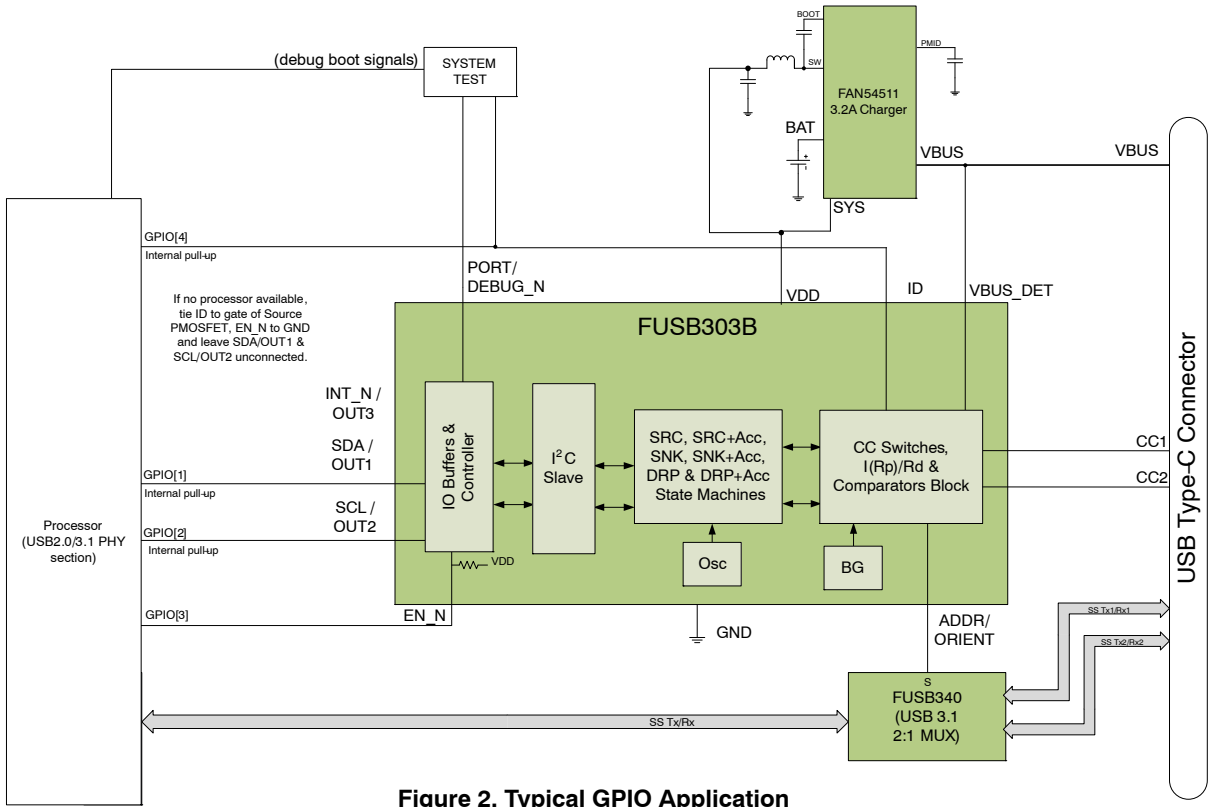 BOOT
PMID
(debug boot signals)
SYSTEM
TEST
SW
FAN54511
3.2A Charger
BAT
+
-
VBUS
VBUS
SYS
GPIO[4]
Internal pull-up
PORT/
DEBUG_N
VDD
ID
VBUS_DET
If no processor available,
tie ID to gate of Source
PMOSFET, EN_N to GND
and leave SDA/OUT1 &
SCL/OUT2 unconnected.
FUSB303B
INT_N /
OUT3
SDA /
OUT1
GPIO[1]
Internal pull-up
SCL /
OUT2
GPIO[2]
Internal pull-up
Processor
(USB2.0/3.1 PHY
section)
IO Buffers &
Controller
I2C
Slave
SRC, SRC+Acc,
SNK, SNK+Acc,
DRP & DRP+Acc
State Machines
CC Switches,
I(Rp)/Rd &
Comparators Block
CC1
CC2
USB Type-C Connector
Osc
BG
VDD
GPIO[3]
EN_N
GND
ADDR/
ORIENT
SS Tx1/Rx1
SS Tx2/Rx2
S
FUSB340
(USB 3.1
2:1 MUX)
SS Tx/Rx
Figure 2. Typical GPIO Application